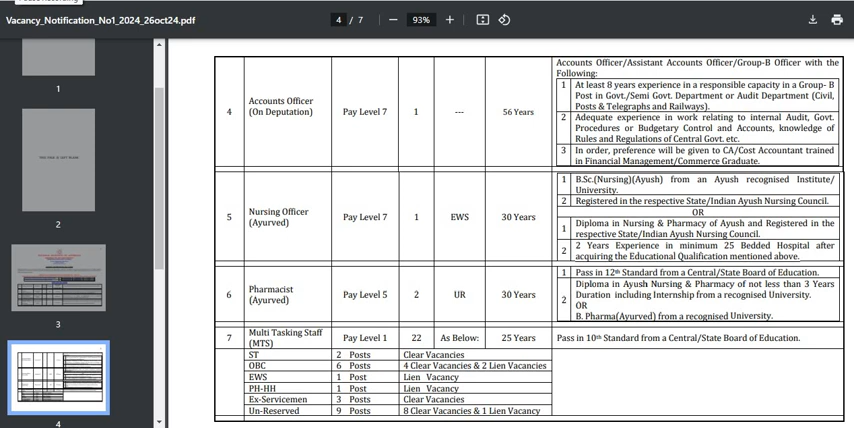 Vacancy_Notification_No1_2024_26oct24.pdf
4 / 7
93%
1
2
3
4
4
Accounts Officer
(On Deputation)
Pay Level 7
1
---
56 Years
Accounts Officer/Assistant Accounts Officer/Group-B Officer with the
Following:
1 At least 8 years experience in a responsible capacity in a Group- B
Post in Govt./Semi Govt. Department or Audit Department (Civil,
Posts & Telegraphs and Railways).
2 Adequate experience in work relating to internal Audit, Govt.
Procedures or Budgetary Control and Accounts, knowledge of
Rules and Regulations of Central Govt. etc.
3 In order, preference will be given to CA/Cost Accountant trained
in Financial Management/Commerce Graduate.
5
Nursing Officer
(Ayurved)
Pay Level 7
1
EWS
30 Years
1 B.Sc.(Nursing)(Ayush) from an Ayush recognised Institute/
University.
2 Registered in the respective State/Indian Ayush Nursing Council.
OR
1 Diploma in Nursing & Pharmacy of Ayush and Registered in the
respective State/Indian Ayush Nursing Council.
2 2 Years Experience in minimum 25 Bedded Hospital after
acquiring the Educational Qualification mentioned above.
6
Pharmacist
(Ayurved)
Pay Level 5
2
UR
30 Years
1 Pass in 12th Standard from a Central/State Board of Education.
2 Diploma in Ayush Nursing & Pharmacy of not less than 3 Years
Duration including Internship from a recognised University.
OR
B. Pharma(Ayurved) from a recognised University.
7
Multi Tasking Staff
(MTS)
Pay Level 1
22
As Below:
25 Years
Pass in 10th Standard from a Central/State Board of Education.
ST 2 Posts Clear Vacancies
OBC 6 Posts 4 Clear Vacancies & 2 Lien Vacancies
EWS 1 Post Lien Vacancy
PH-HH 1 Post Lien Vacancy
Ex-Servicemen 3 Posts Clear Vacancies
Un-Reserved 9 Posts 8 Clear Vacancies & 1 Lien Vacancy